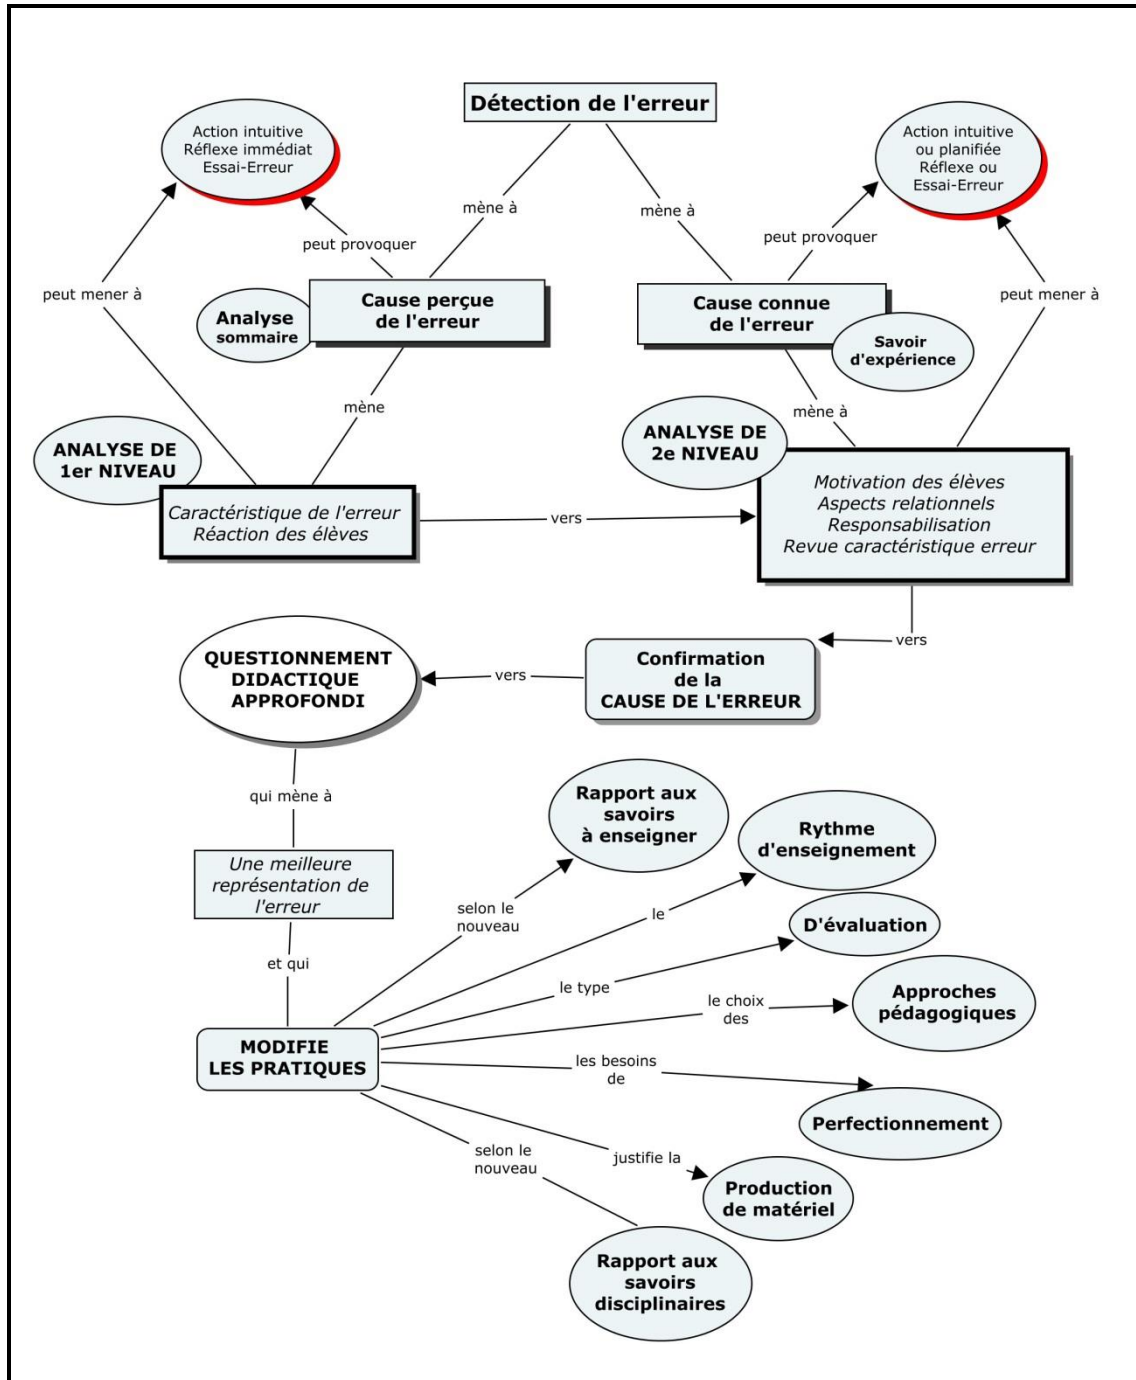 Détection de l'erreur
Action intuitive
Réflexe immédiat
Essai-Erreur
Action intuitive
ou planifiée
Réflexe ou
Essai-Erreur
mène à
mène à
peut provoquer
peut provoquer
peut mener à
peut mener à
Analyse
sommaire
Cause perçue
de l'erreur
Cause connue
de l'erreur
Savoir
d'expérience
mène
mène à
ANALYSE DE
1er NIVEAU
ANALYSE DE
2e NIVEAU
Caractéristique de l'erreur
Réaction des élèves
vers
Motivation des élèves
Aspects relationnels
Responsabilisation
Revue caractéristique erreur
vers
Confirmation
de la
CAUSE DE L'ERREUR
vers
QUESTIONNEMENT
DIDACTIQUE
APPROFONDI
qui mène à
Une meilleure
représentation de
l'erreur
et qui
MODIFIE
LES PRATIQUES
selon le
nouveau
Rapport aux
savoirs
à enseigner
le
Rythme
d'enseignement
le type
D'évaluation
le choix
des
Approches
pédagogiques
les besoins
de
Perfectionnement
justifie la
Production
de matériel
selon le
nouveau
Rapport aux
savoirs
disciplinaires